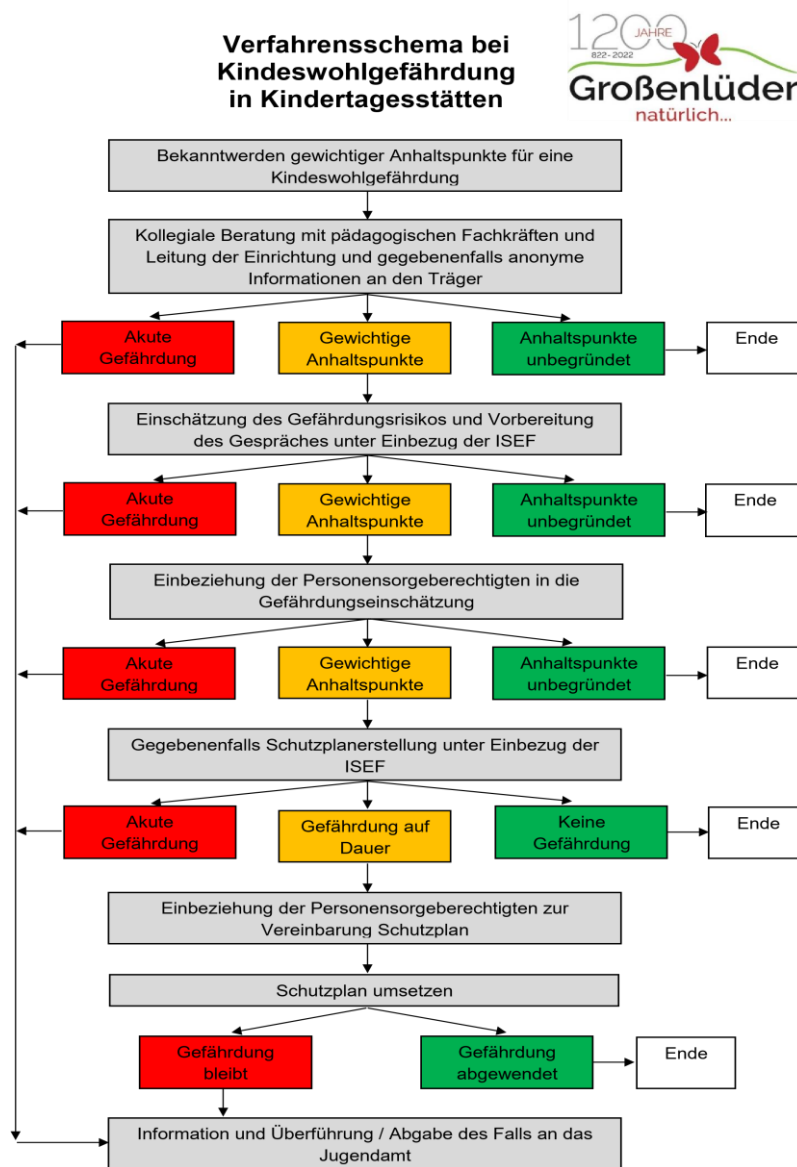 Verfahrensschema bei
Kindeswohlgefährdung
in Kindertagesstätten
1200
JAHRE
822-2022
Großenlüder
natürlich...
Bekanntwerden gewichtiger Anhaltspunkte für eine
Kindeswohlgefährdung
Kollegiale Beratung mit pädagogischen Fachkräften und
Leitung der Einrichtung und gegebenenfalls anonyme
Informationen an den Träger
Akute
Gefährdung
Gewichtige
Anhaltspunkte
Anhaltspunkte
unbegründet
Ende
Einschätzung des Gefährdungsrisikos und Vorbereitung
des Gespräches unter Einbezug der ISEF
Akute
Gefährdung
Gewichtige
Anhaltspunkte
Anhaltspunkte
unbegründet
Ende
Einbeziehung der Personensorgeberechtigten in die
Gefährdungseinschätzung
Akute
Gefährdung
Gewichtige
Anhaltspunkte
Anhaltspunkte
unbegründet
Ende
Gegebenenfalls Schutzplanerstellung unter Einbezug der
ISEF
Akute
Gefährdung
Gefährdung auf
Dauer
Keine
Gefährdung
Ende
Einbeziehung der Personensorgeberechtigten zur
Vereinbarung Schutzplan
Schutzplan umsetzen
Gefährdung
bleibt
Gefährdung
abgewendet
Ende
Information und Überführung / Abgabe des Falls an das
Jugendamt